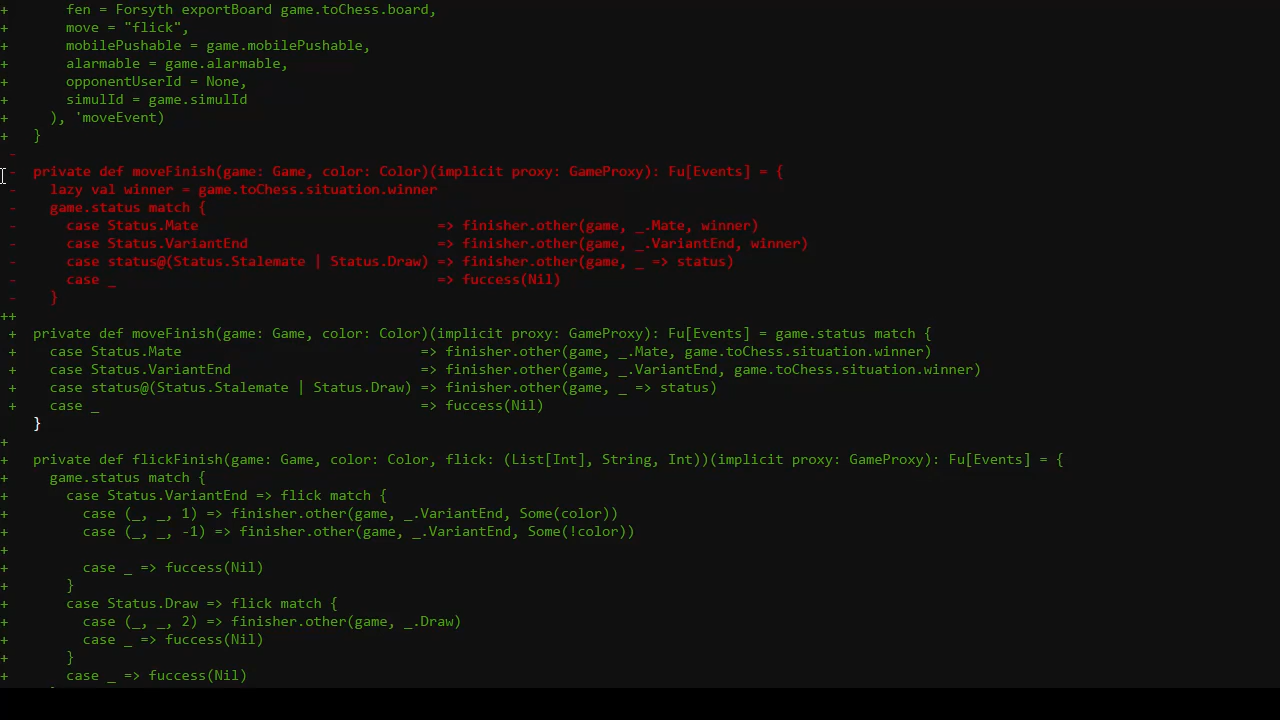 +       fen = Forsyth exportBoard game.toChess.board,
+       move = "flick",
+       mobilePushable = game.mobilePushable,
+       alarmable = game.alarmable,
+       opponentUserId = None,
+       simulId = game.simulId
+     ), 'moveEvent)
+   }
 -
 -  private def moveFinish(game: Game, color: Color)(implicit proxy: GameProxy): Fu[Events] = {
 -    lazy val winner = game.toChess.situation.winner
 -    game.status match {
 -      case Status.Mate                             => finisher.other(game, _.Mate, winner)
 -      case Status.VariantEnd                       => finisher.other(game, _.VariantEnd, winner)
 -      case status@(Status.Stalemate | Status.Draw) => finisher.other(game, _ => status)
 -      case _                                       => fuccess(Nil)
 -    }
++
 +  private def moveFinish(game: Game, color: Color)(implicit proxy: GameProxy): Fu[Events] = game.status match {
 +    case Status.Mate                             => finisher.other(game, _.Mate, game.toChess.situation.winner)
 +    case Status.VariantEnd                       => finisher.other(game, _.VariantEnd, game.toChess.situation.winner)
 +    case status@(Status.Stalemate | Status.Draw) => finisher.other(game, _ => status)
 +    case _                                       => fuccess(Nil)
    }
+
+   private def flickFinish(game: Game, color: Color, flick: (List[Int], String, Int))(implicit proxy: GameProxy): Fu[Events] = {
+     game.status match {
+       case Status.VariantEnd => flick match {
+         case (_, _, 1) => finisher.other(game, _.VariantEnd, Some(color))
+         case (_, _, -1) => finisher.other(game, _.VariantEnd, Some(!color))
+
+         case _ => fuccess(Nil)
+       }
+       case Status.Draw => flick match {
+         case (_, _, 2) => finisher.other(game, _.Draw)
+         case _ => fuccess(Nil)
+       }
+       case _ => fuccess(Nil)